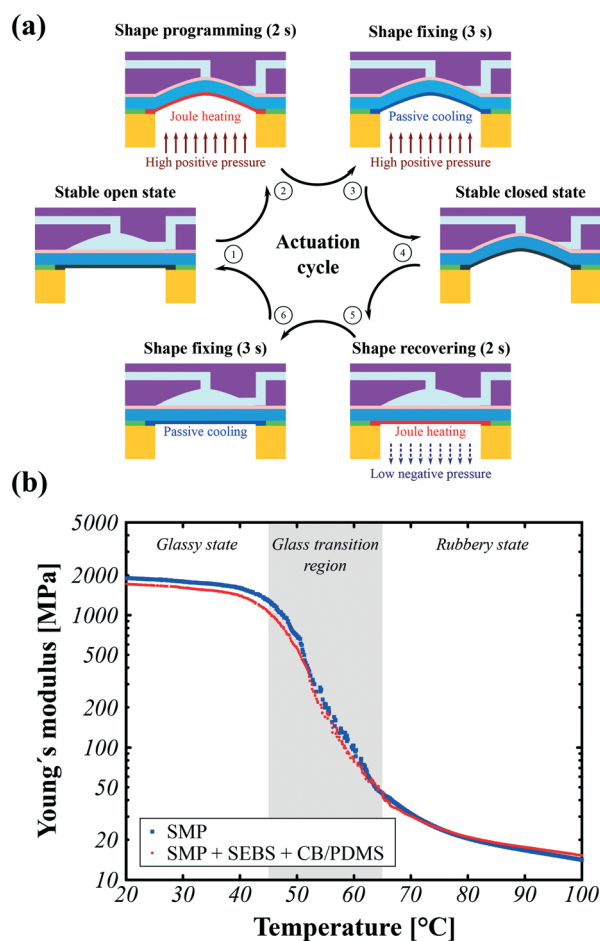 (a)
Shape programming (2 s)
Shape fixing (3 s)
Joule heating
Passive cooling
High positive pressure
High positive pressure
Stable open state
Stable closed state
2
3
1
Actuation
cycle
4
6
5
Shape fixing (3 s)
Shape recovering (2 s)
Passive cooling
Joule heating
Low negative pressure
(b)
Young´s modulus [MPa]
5000
2000
1000
500
200
100
50
20
10
Glassy state
Glass transition
region
Rubbery state
SMP
SMP + SEBS + CB/PDMS
20
30
40
50
60
70
80
90
100
Temperature [°C]